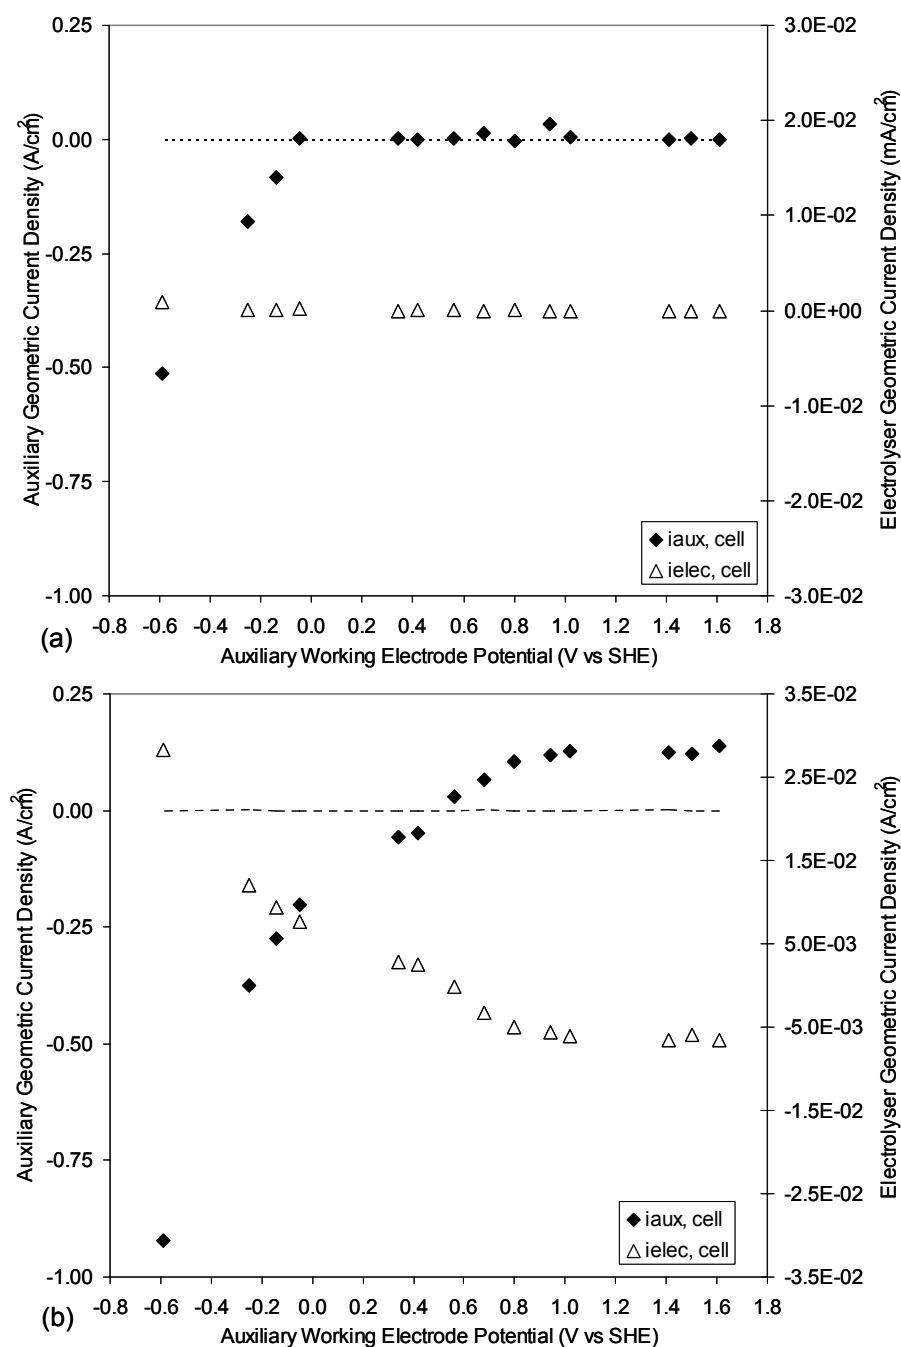 0.25
0.00
-0.25
-0.50
-0.75
-1.00
Auxiliary Geometric Current Density (A/cm²)
3.0E-02
2.0E-02
1.0E-02
0.0E+00
-1.0E-02
-2.0E-02
-3.0E-02
Electrolyser Geometric Current Density (mA/cm²)
iaux, cell
ielec, cell
-0.8 -0.6 -0.4 -0.2 0.0 0.2 0.4 0.6 0.8 1.0 1.2 1.4 1.6 1.8
(a)
Auxiliary Working Electrode Potential (V vs SHE)
0.25
0.00
-0.25
-0.50
-0.75
-1.00
Auxiliary Geometric Current Density (A/cm²)
3.5E-02
2.5E-02
1.5E-02
5.0E-03
-5.0E-03
-1.5E-02
-2.5E-02
-3.5E-02
Electrolyser Geometric Current Density (A/cm²)
iaux, cell
ielec, cell
-0.8 -0.6 -0.4 -0.2 0.0 0.2 0.4 0.6 0.8 1.0 1.2 1.4 1.6 1.8
(b)
Auxiliary Working Electrode Potential (V vs SHE)